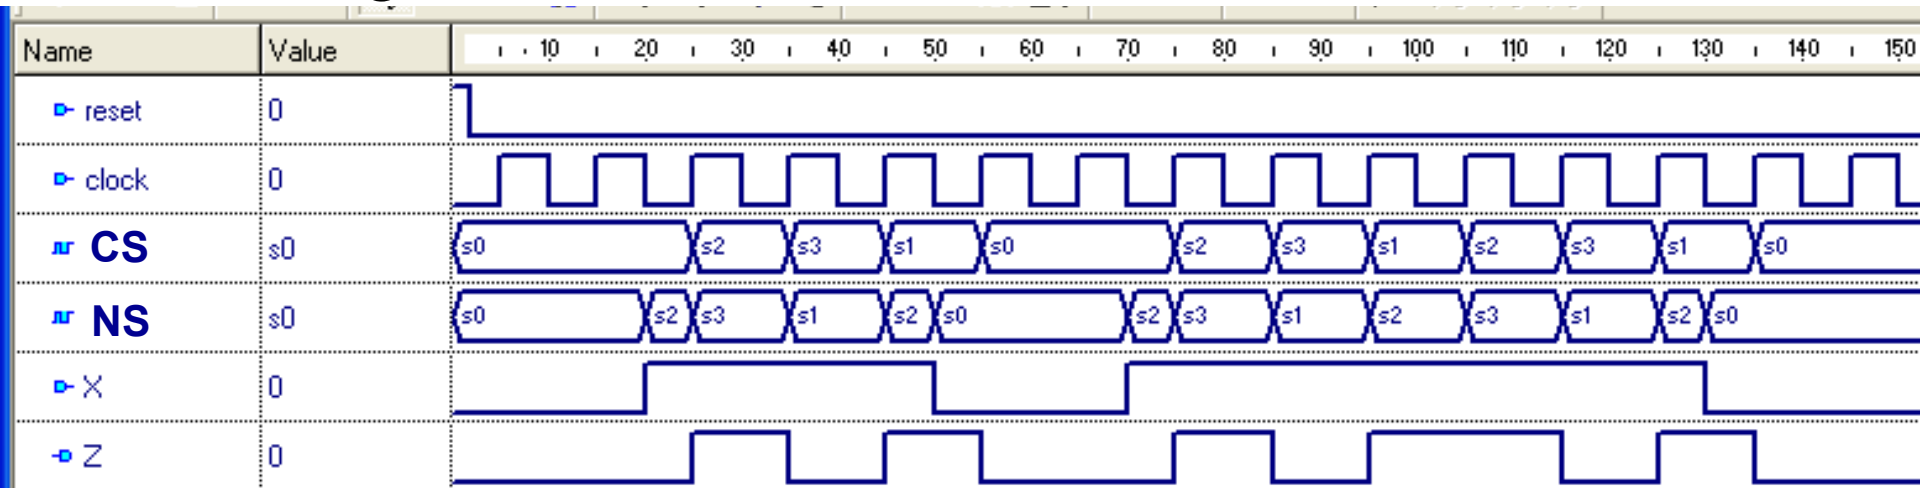 Name Value 10 20 30 40 50 60 70 80 90 100 110 120 130 140 150
reset 0
clock 0
CS s0 s0 s2 s3 s1 s0 s2 s3 s1 s2 s3 s1 s0
NS s0 s0 s2 s3 s1 s2 s0 s2 s3 s1 s2 s3 s1 s2 s0
X 0
Z 0